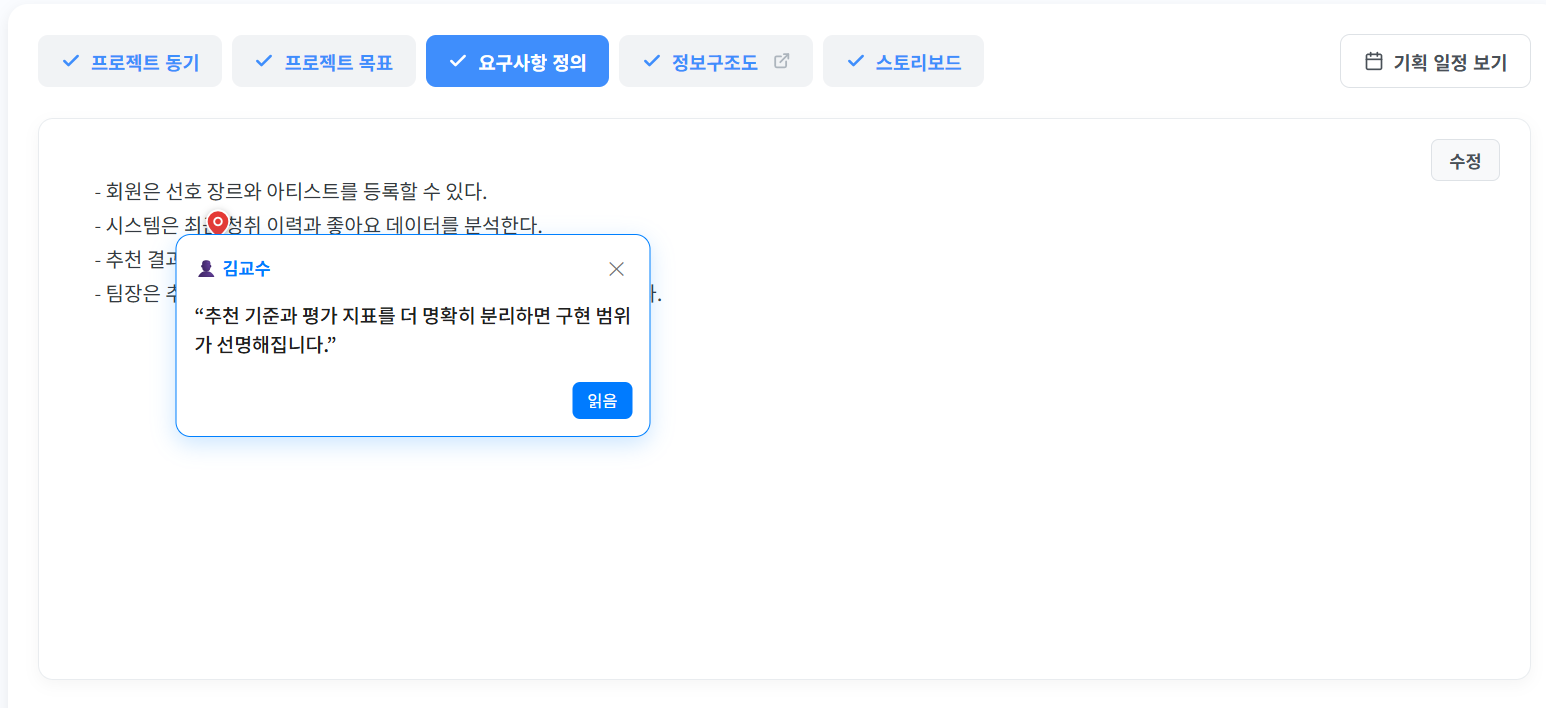 프로젝트 동기
프로젝트 목표
요구사항 정의
정보구조도
스토리보드
기획 일정 보기
수정
- 회원은 선호 장르와 아티스트를 등록할 수 있다.
- 시스템은 청취 이력과 좋아요 데이터를 분석한다.
- 추천
- 팀장은
김교수
“추천 기준과 평가 지표를 더 명확히 분리하면 구현 범위
가 선명해집니다.”
읽음